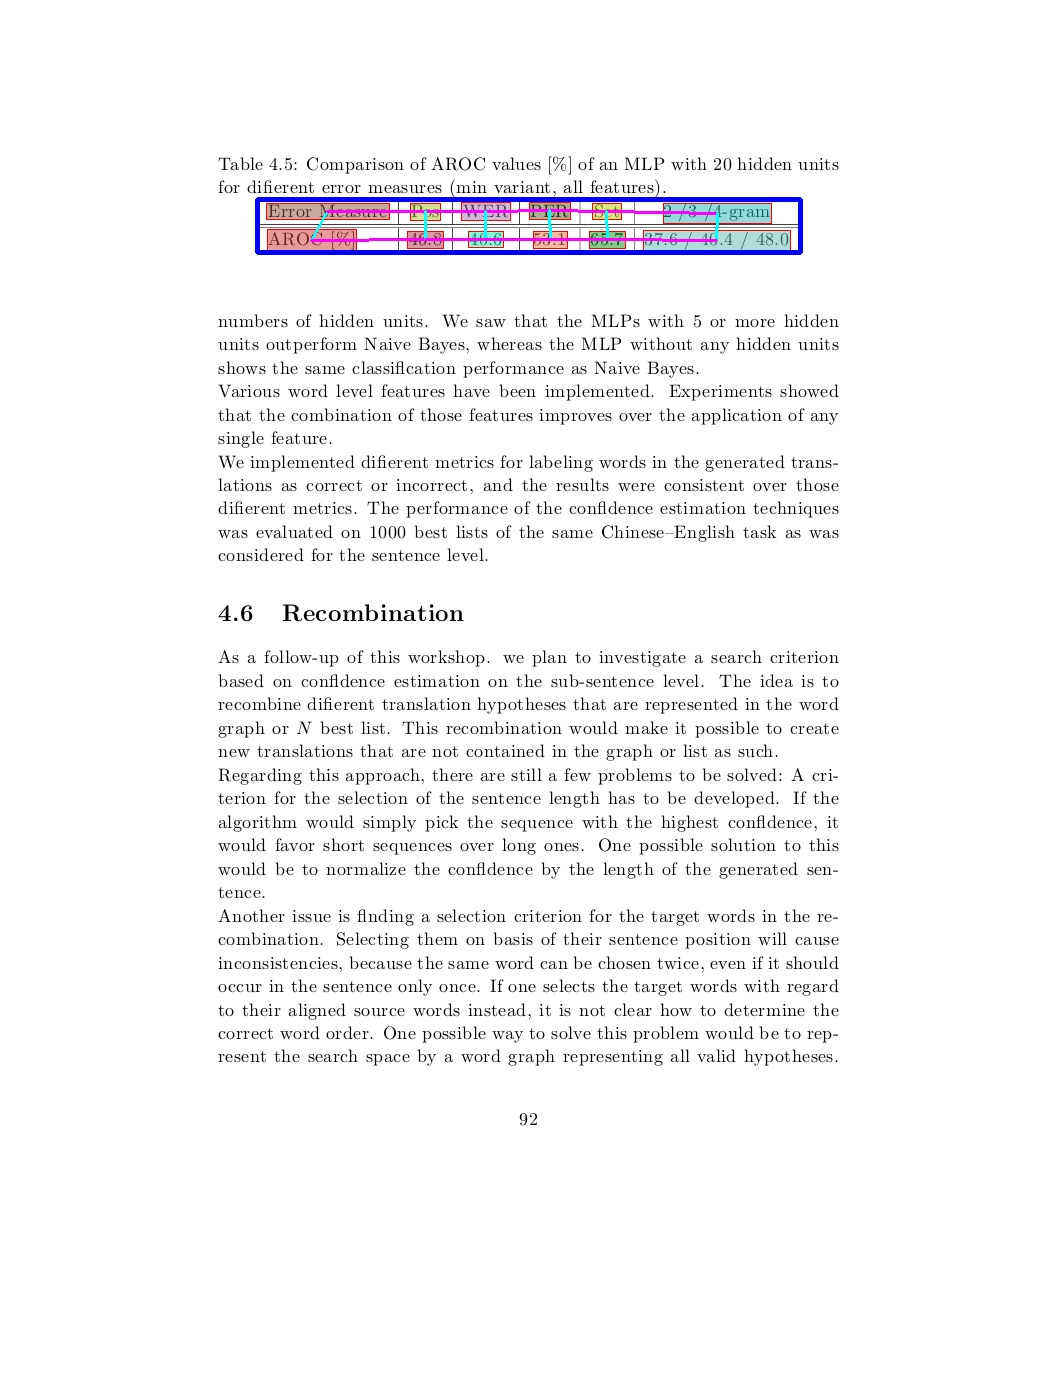 Table 4.5: Comparison of AROC values [%] of an MLP with 20 hidden units
for difierent error measures (min variant, all features).
Error Measure Pos WER PER Set 2-/3-/4-gram
AROC [%] 46.8 40.6 53.1 65.7 37.6 / 40.4 / 48.0
numbers of hidden units. We saw that the MLPs with 5 or more hidden
units outperform Naive Bayes, whereas the MLP without any hidden units
shows the same classiflcation performance as Naive Bayes.
Various word level features have been implemented. Experiments showed
that the combination of those features improves over the application of any
single feature.
We implemented difierent metrics for labeling words in the generated trans-
lations as correct or incorrect, and the results were consistent over those
difierent metrics. The performance of the confldence estimation techniques
was evaluated on 1000 best lists of the same Chinese–English task as was
considered for the sentence level.
4.6 Recombination
As a follow-up of this workshop. we plan to investigate a search criterion
based on confldence estimation on the sub-sentence level. The idea is to
recombine difierent translation hypotheses that are represented in the word
graph or N best list. This recombination would make it possible to create
new translations that are not contained in the graph or list as such.
Regarding this approach, there are still a few problems to be solved: A cri-
terion for the selection of the sentence length has to be developed. If the
algorithm would simply pick the sequence with the highest confldence, it
would favor short sequences over long ones. One possible solution to this
would be to normalize the confldence by the length of the generated sen-
tence.
Another issue is flnding a selection criterion for the target words in the re-
combination. Selecting them on basis of their sentence position will cause
inconsistencies, because the same word can be chosen twice, even if it should
occur in the sentence only once. If one selects the target words with regard
to their aligned source words instead, it is not clear how to determine the
correct word order. One possible way to solve this problem would be to rep-
resent the search space by a word graph representing all valid hypotheses.
92